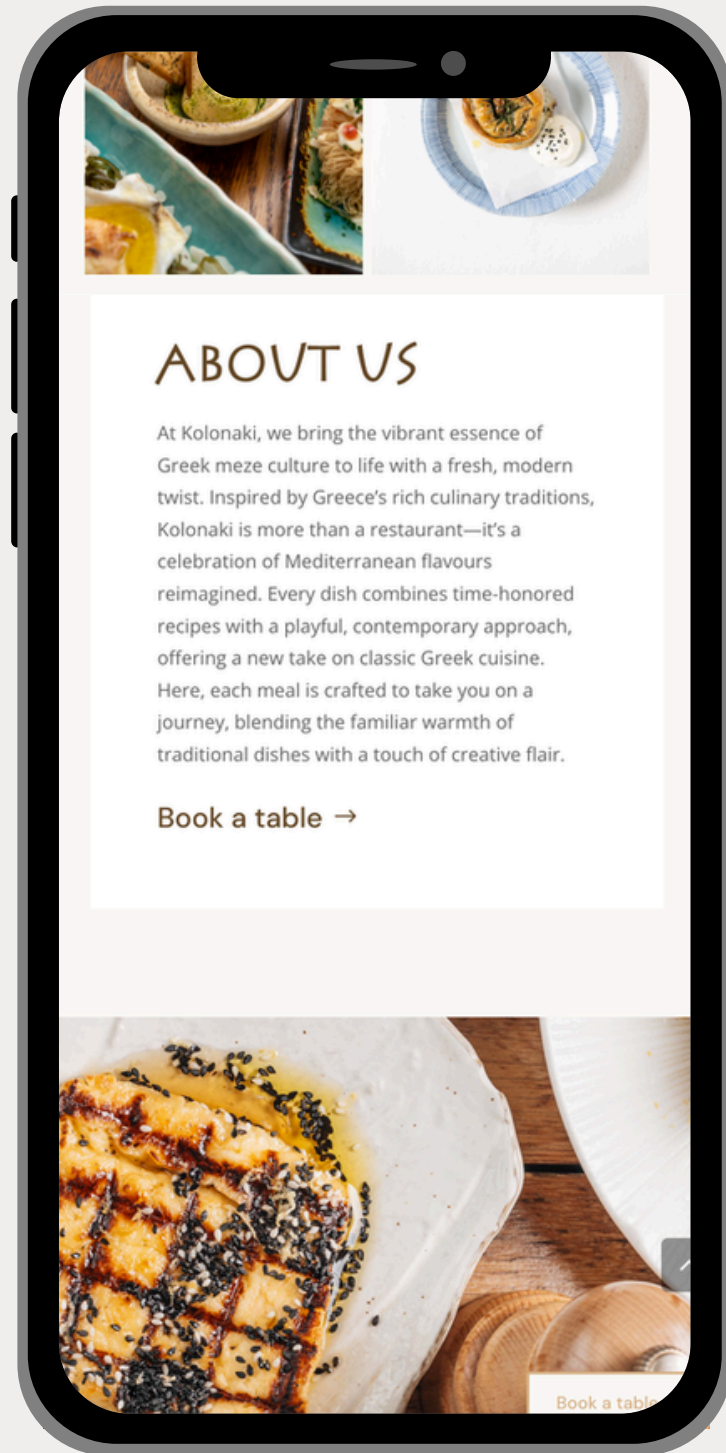 ABOUT US
At Kolonaki, we bring the vibrant essence of
Greek meze culture to life with a fresh, modern
twist. Inspired by Greece’s rich culinary traditions,
Kolonaki is more than a restaurant—it’s a
celebration of Mediterranean flavours
reimagined. Every dish combines time-honored
recipes with a playful, contemporary approach,
offering a new take on classic Greek cuisine.
Here, each meal is crafted to take you on a
journey, blending the familiar warmth of
traditional dishes with a touch of creative flair.
Book a table →
Book a table